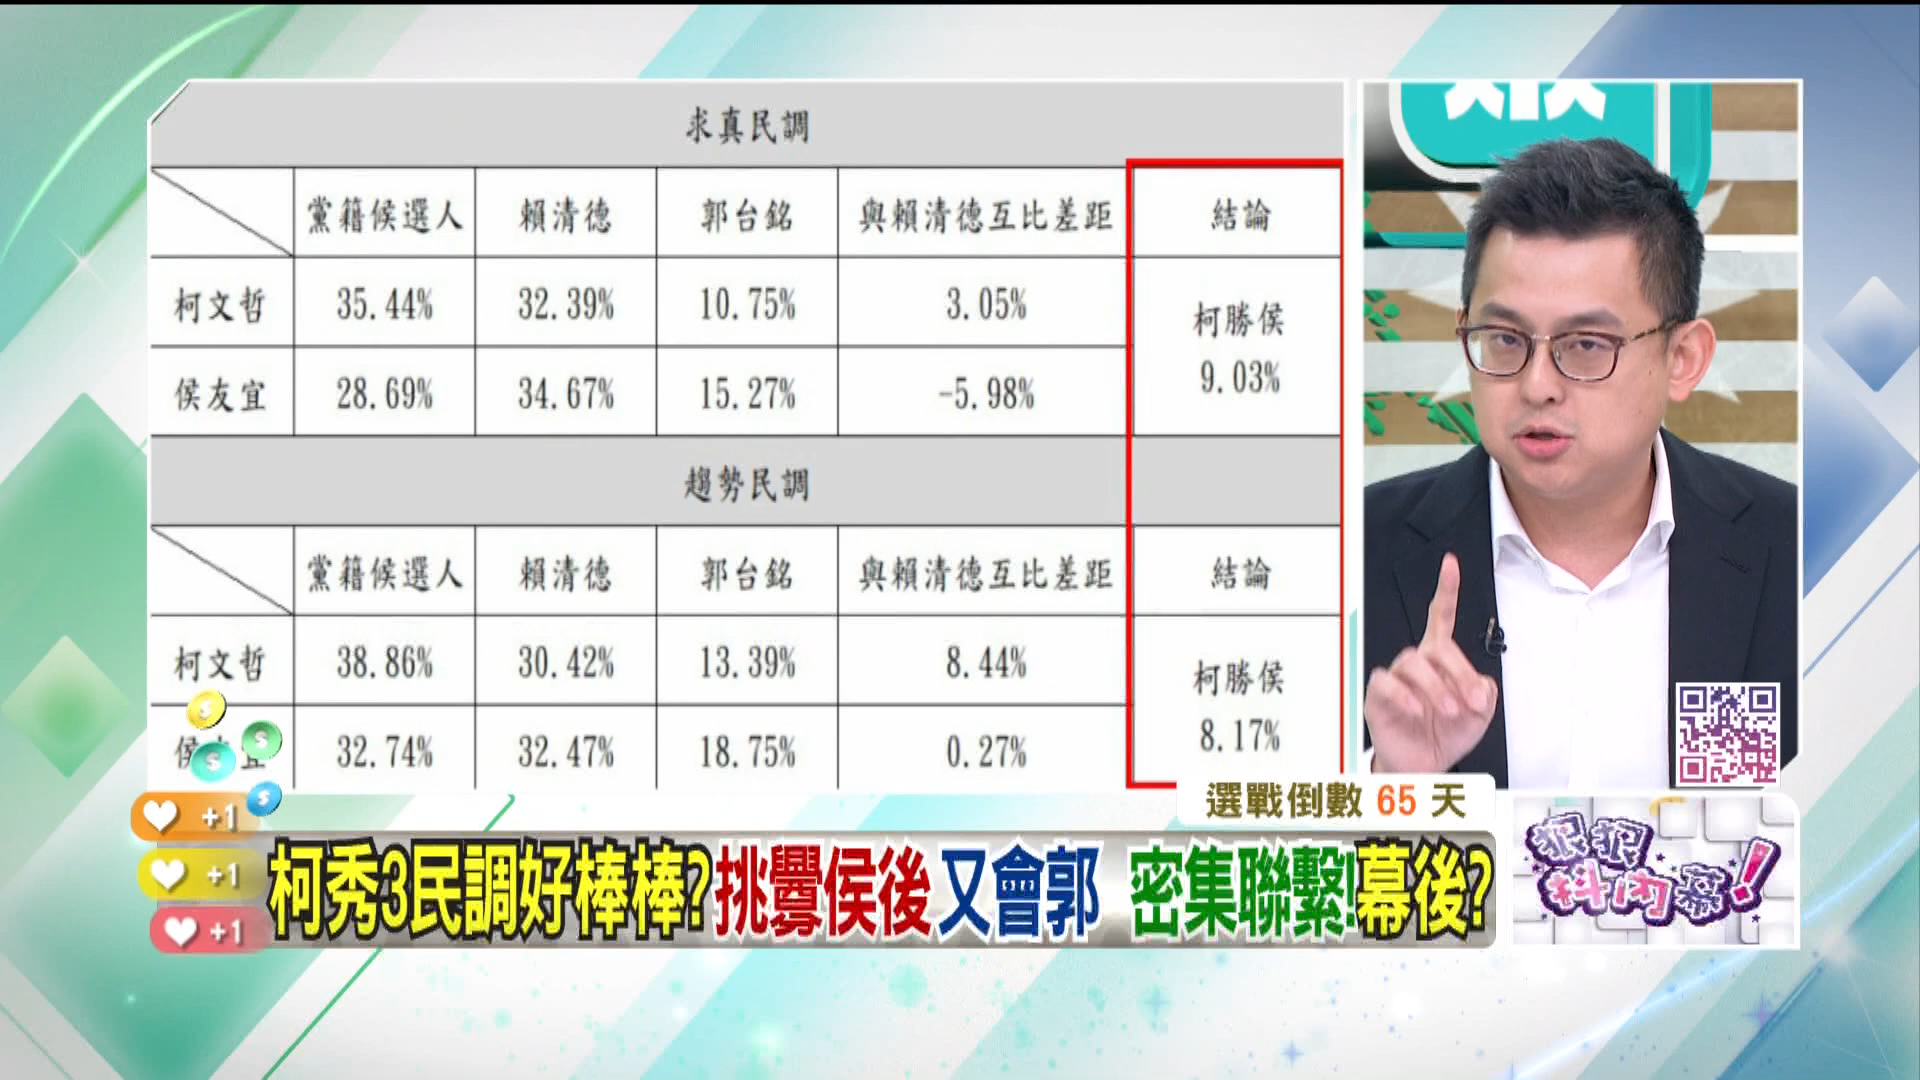 求真民調
黨籍候選人 賴清德 郭台銘 與賴清德互比差距 結論
柯文哲 35.44% 32.39% 10.75% 3.05%
柯勝侯
9.03%
侯友宜 28.69% 34.67% 15.27% -5.98%
趨勢民調
黨籍候選人 賴清德 郭台銘 與賴清德互比差距 結論
柯文哲 38.86% 30.42% 13.39% 8.44%
柯勝侯
8.17%
侯友宜 32.74% 32.47% 18.75% 0.27%
選戰倒數 65 天
+1
+1
+1
柯秀3民調好棒棒?挑釁侯後又會郭 密集聯繫!幕後?
狠狠
抖內幕!